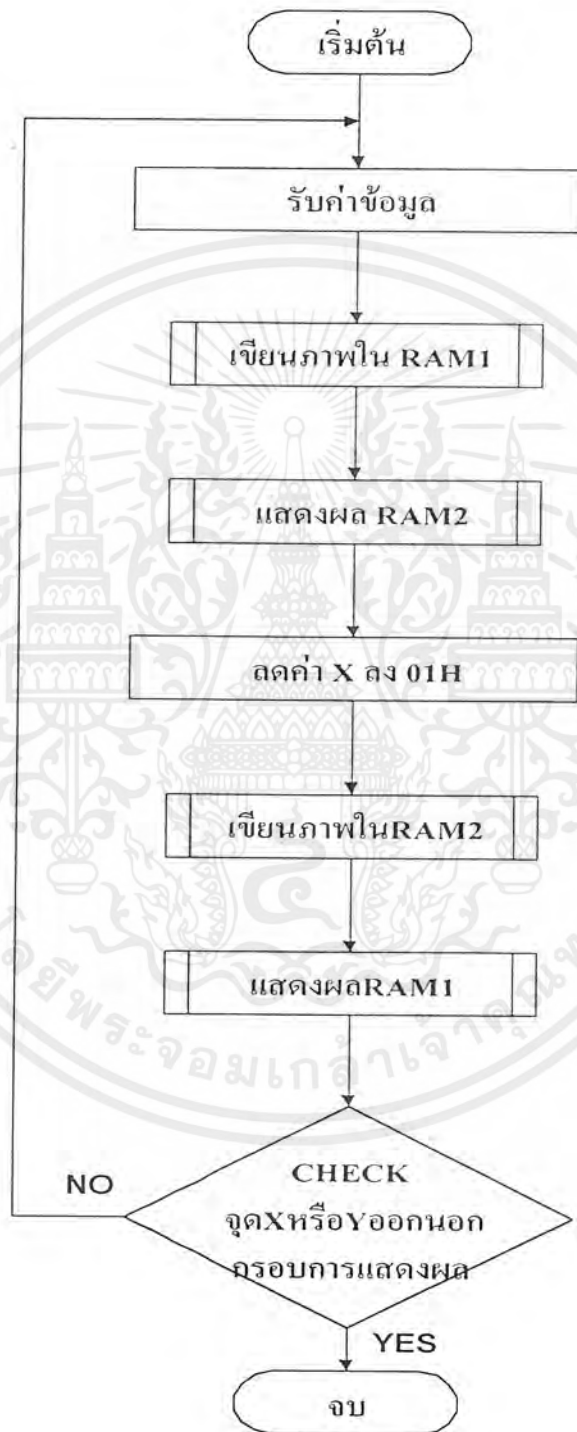 เริ่มต้น
รับค่าข้อมูล
เขียนภาพใน RAM1
แสดงผล RAM2
ลดค่า X ลง 01H
เขียนภาพในRAM2
แสดงผลRAM1
NO
CHECK
จุดXหรือYออกนอก
กรอบการแสดงผล
YES
จบ